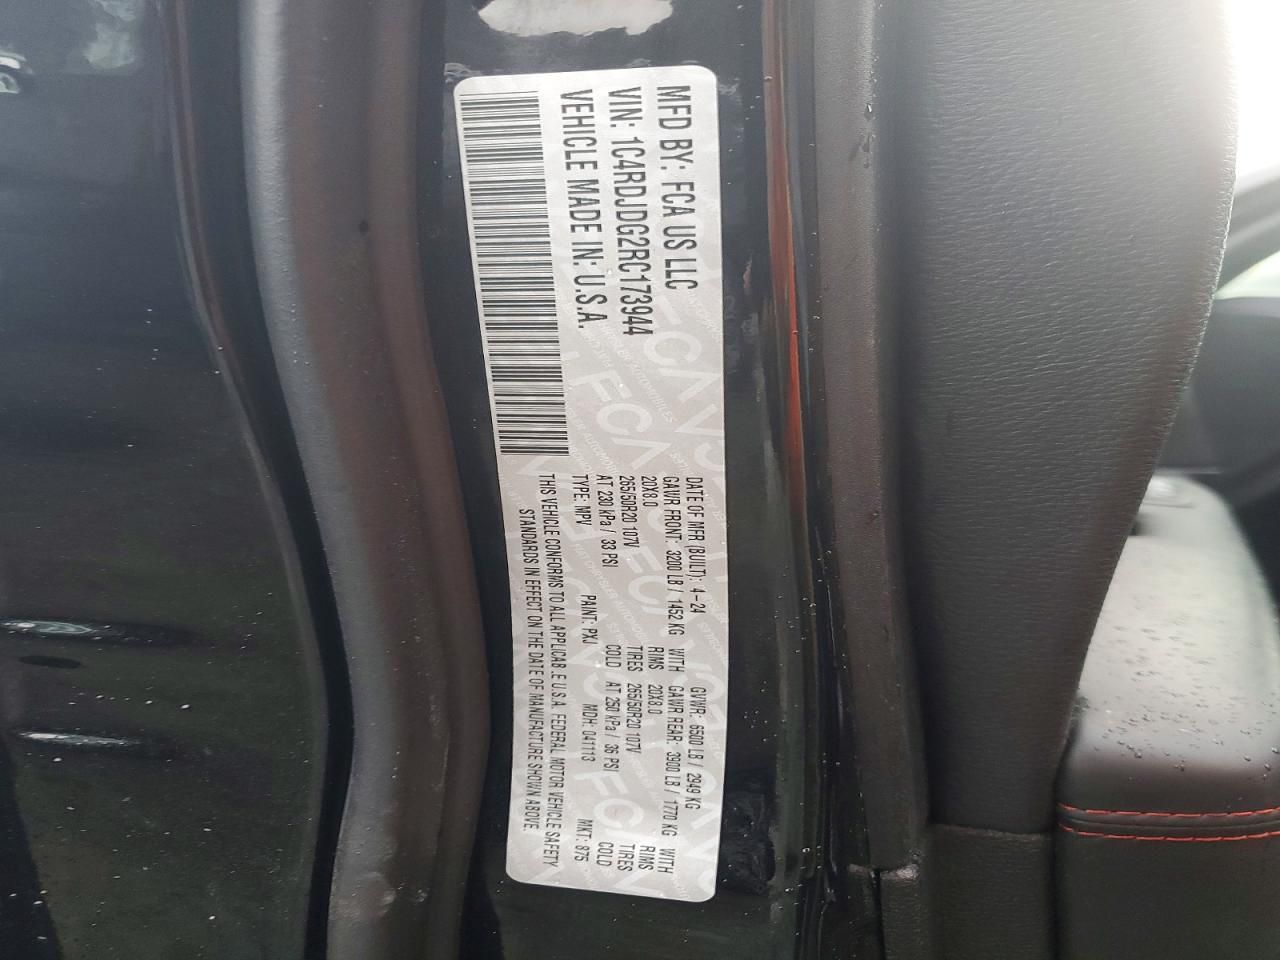 MFD BY: FCA US LLC
VIN: 1C4RDJDG2RC173944
VEHICLE MADE IN: U.S.A.
DATE OF MFR (BUILT): 4-24 GVWR: 6500 LB / 2949 KG
GAWR FRONT: 3200 LB / 1452 KG WITH GAWR REAR: 3900 LB / 1770 KG WITH
20X8.0 RIMS 20X8.0 RIMS
265/50R20 107V TIRES 265/50R20 107V TIRES
AT 230 kPa / 33 PSI COLD AT 250 kPa / 36 PSI COLD
TYPE: MPV PAINT: PXJ MDH: 041113 MKT: 875
THIS VEHICLE CONFORMS TO ALL APPLICAB.E U.S.A. FEDERAL MOTOR VEHICLE SAFETY
STANDARDS IN EFFECT ON THE DATE OF MANUFACTURE SHOWN ABOVE.